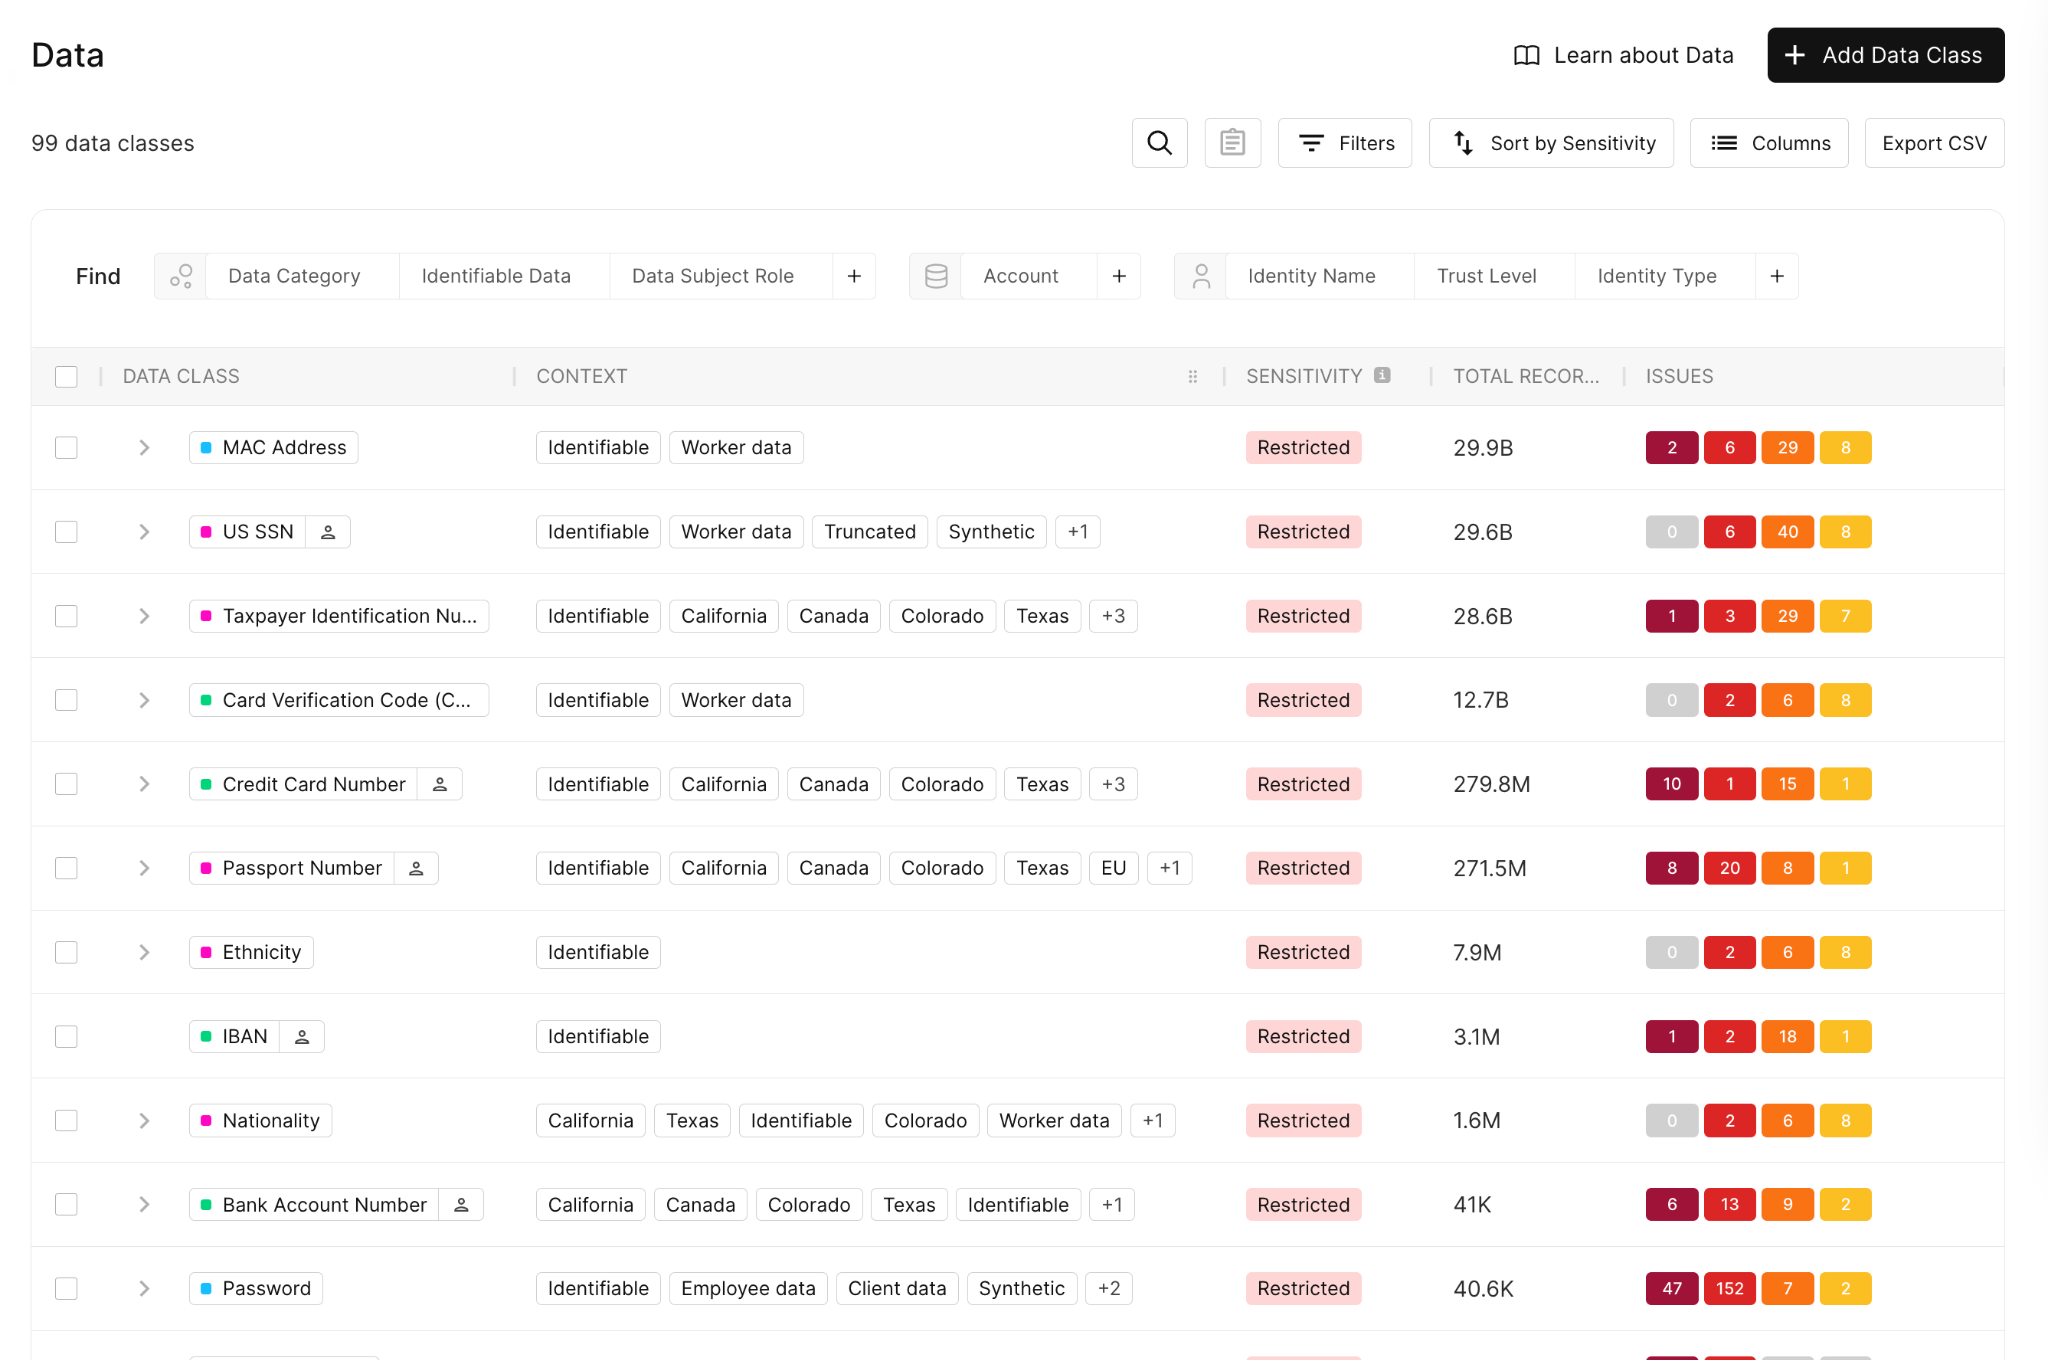 Data
Learn about Data
Add Data Class
99 data classes
Filters
Sort by Sensitivity
Columns
Export CSV
Find
Data Category
Identifiable Data
Data Subject Role
+
Account
+
Identity Name
Trust Level
Identity Type
+
DATA CLASS CONTEXT SENSITIVITY i TOTAL RECOR... ISSUES
MAC Address Identifiable Worker data Restricted 29.9B 2 6 29 8
US SSN Identifiable Worker data Truncated Synthetic +1 Restricted 29.6B 0 6 40 8
Taxpayer Identification Nu... Identifiable California Canada Colorado Texas +3 Restricted 28.6B 1 3 29 7
Card Verification Code (C... Identifiable Worker data Restricted 12.7B 0 2 6 8
Credit Card Number Identifiable California Canada Colorado Texas +3 Restricted 279.8M 10 1 15 1
Passport Number Identifiable California Canada Colorado Texas EU +1 Restricted 271.5M 8 20 8 1
Ethnicity Identifiable Restricted 7.9M 0 2 6 8
IBAN Identifiable Restricted 3.1M 1 2 18 1
Nationality California Texas Identifiable Colorado Worker data +1 Restricted 1.6M 0 2 6 8
Bank Account Number California Canada Colorado Texas Identifiable +1 Restricted 41K 6 13 9 2
Password Identifiable Employee data Client data Synthetic +2 Restricted 40.6K 47 152 7 2